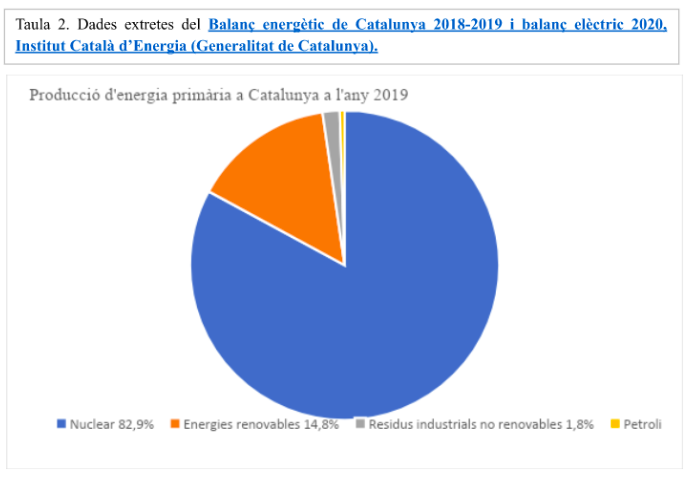 Taula 2. Dades extretes del Balanç energètic de Catalunya 2018-2019 i balanç elèctric 2020,
Institut Català d’Energia (Generalitat de Catalunya).
Producció d'energia primària a Catalunya a l'any 2019
Nuclear 82,9% Energies renovables 14,8% Residus industrials no renovables 1,8% Petroli